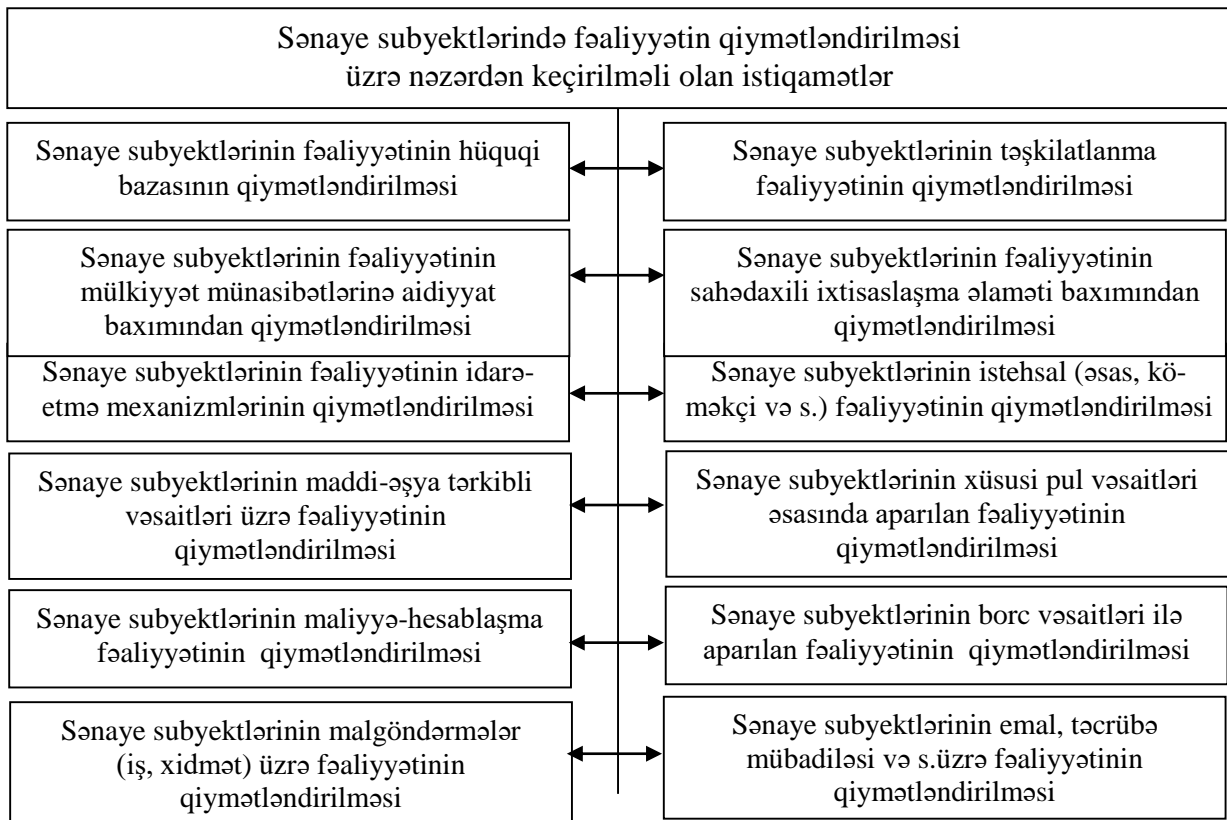 Sənaye subyektlərində fəaliyyətin qiymətləndirilməsi
üzrə nəzərdən keçirilməli olan istiqamətlər
Sənaye subyektlərinin fəaliyyətinin hüquqi
bazasının qiymətləndirilməsi
Sənaye subyektlərinin təşkilatlanma
fəaliyyətinin qiymətləndirilməsi
Sənaye subyektlərinin fəaliyyətinin
mülkiyyət münasibətlərinə aidiyyat
baxımından qiymətləndirilməsi
Sənaye subyektlərinin fəaliyyətinin
sahədaxili ixtisaslaşma əlaməti baxımından
qiymətləndirilməsi
Sənaye subyektlərinin fəaliyyətinin idarə-
etmə mexanizmlərinin qiymətləndirilməsi
Sənaye subyektlərinin istehsal (əsas, kö-
məkçi və s.) fəaliyyətinin qiymətləndirilməsi
Sənaye subyektlərinin maddi-əşya tərkibli
vəsaitləri üzrə fəaliyyətinin
qiymətləndirilməsi
Sənaye subyektlərinin xüsusi pul vəsaitləri
əsasında aparılan fəaliyyətinin
qiymətləndirilməsi
Sənaye subyektlərinin maliyyə-hesablaşma
fəaliyyətinin qiymətləndirilməsi
Sənaye subyektlərinin borc vəsaitləri ilə
aparılan fəaliyyətinin qiymətləndirilməsi
Sənaye subyektlərinin malgöndərmələr
(iş, xidmət) üzrə fəaliyyətinin
qiymətləndirilməsi
Sənaye subyektlərinin emal, təcrübə
mübadiləsi və s.üzrə fəaliyyətinin
qiymətləndirilməsi